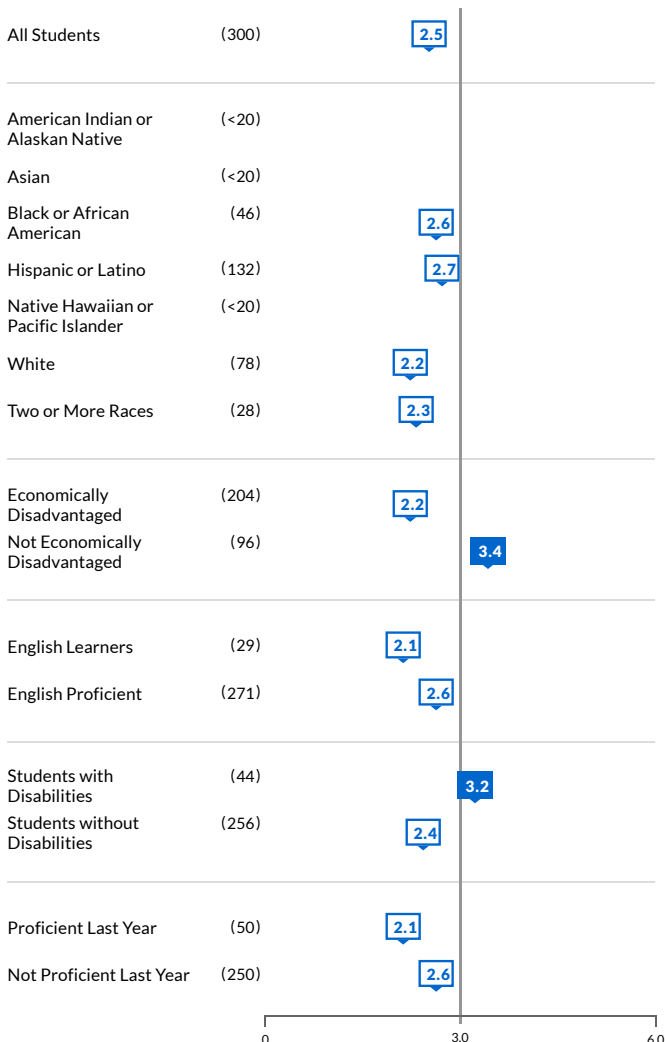 All Students (300) 2.5
American Indian or (<20)
Alaskan Native
Asian (<20)
Black or African (46) 2.6
American
Hispanic or Latino (132) 2.7
Native Hawaiian or (<20)
Pacific Islander
White (78) 2.2
Two or More Races (28) 2.3
Economically (204) 2.2
Disadvantaged
Not Economically (96) 3.4
Disadvantaged
English Learners (29) 2.1
English Proficient (271) 2.6
Students with (44) 3.2
Disabilities
Students without (256) 2.4
Disabilities
Proficient Last Year (50) 2.1
Not Proficient Last Year (250) 2.6
0 3.0 6.0